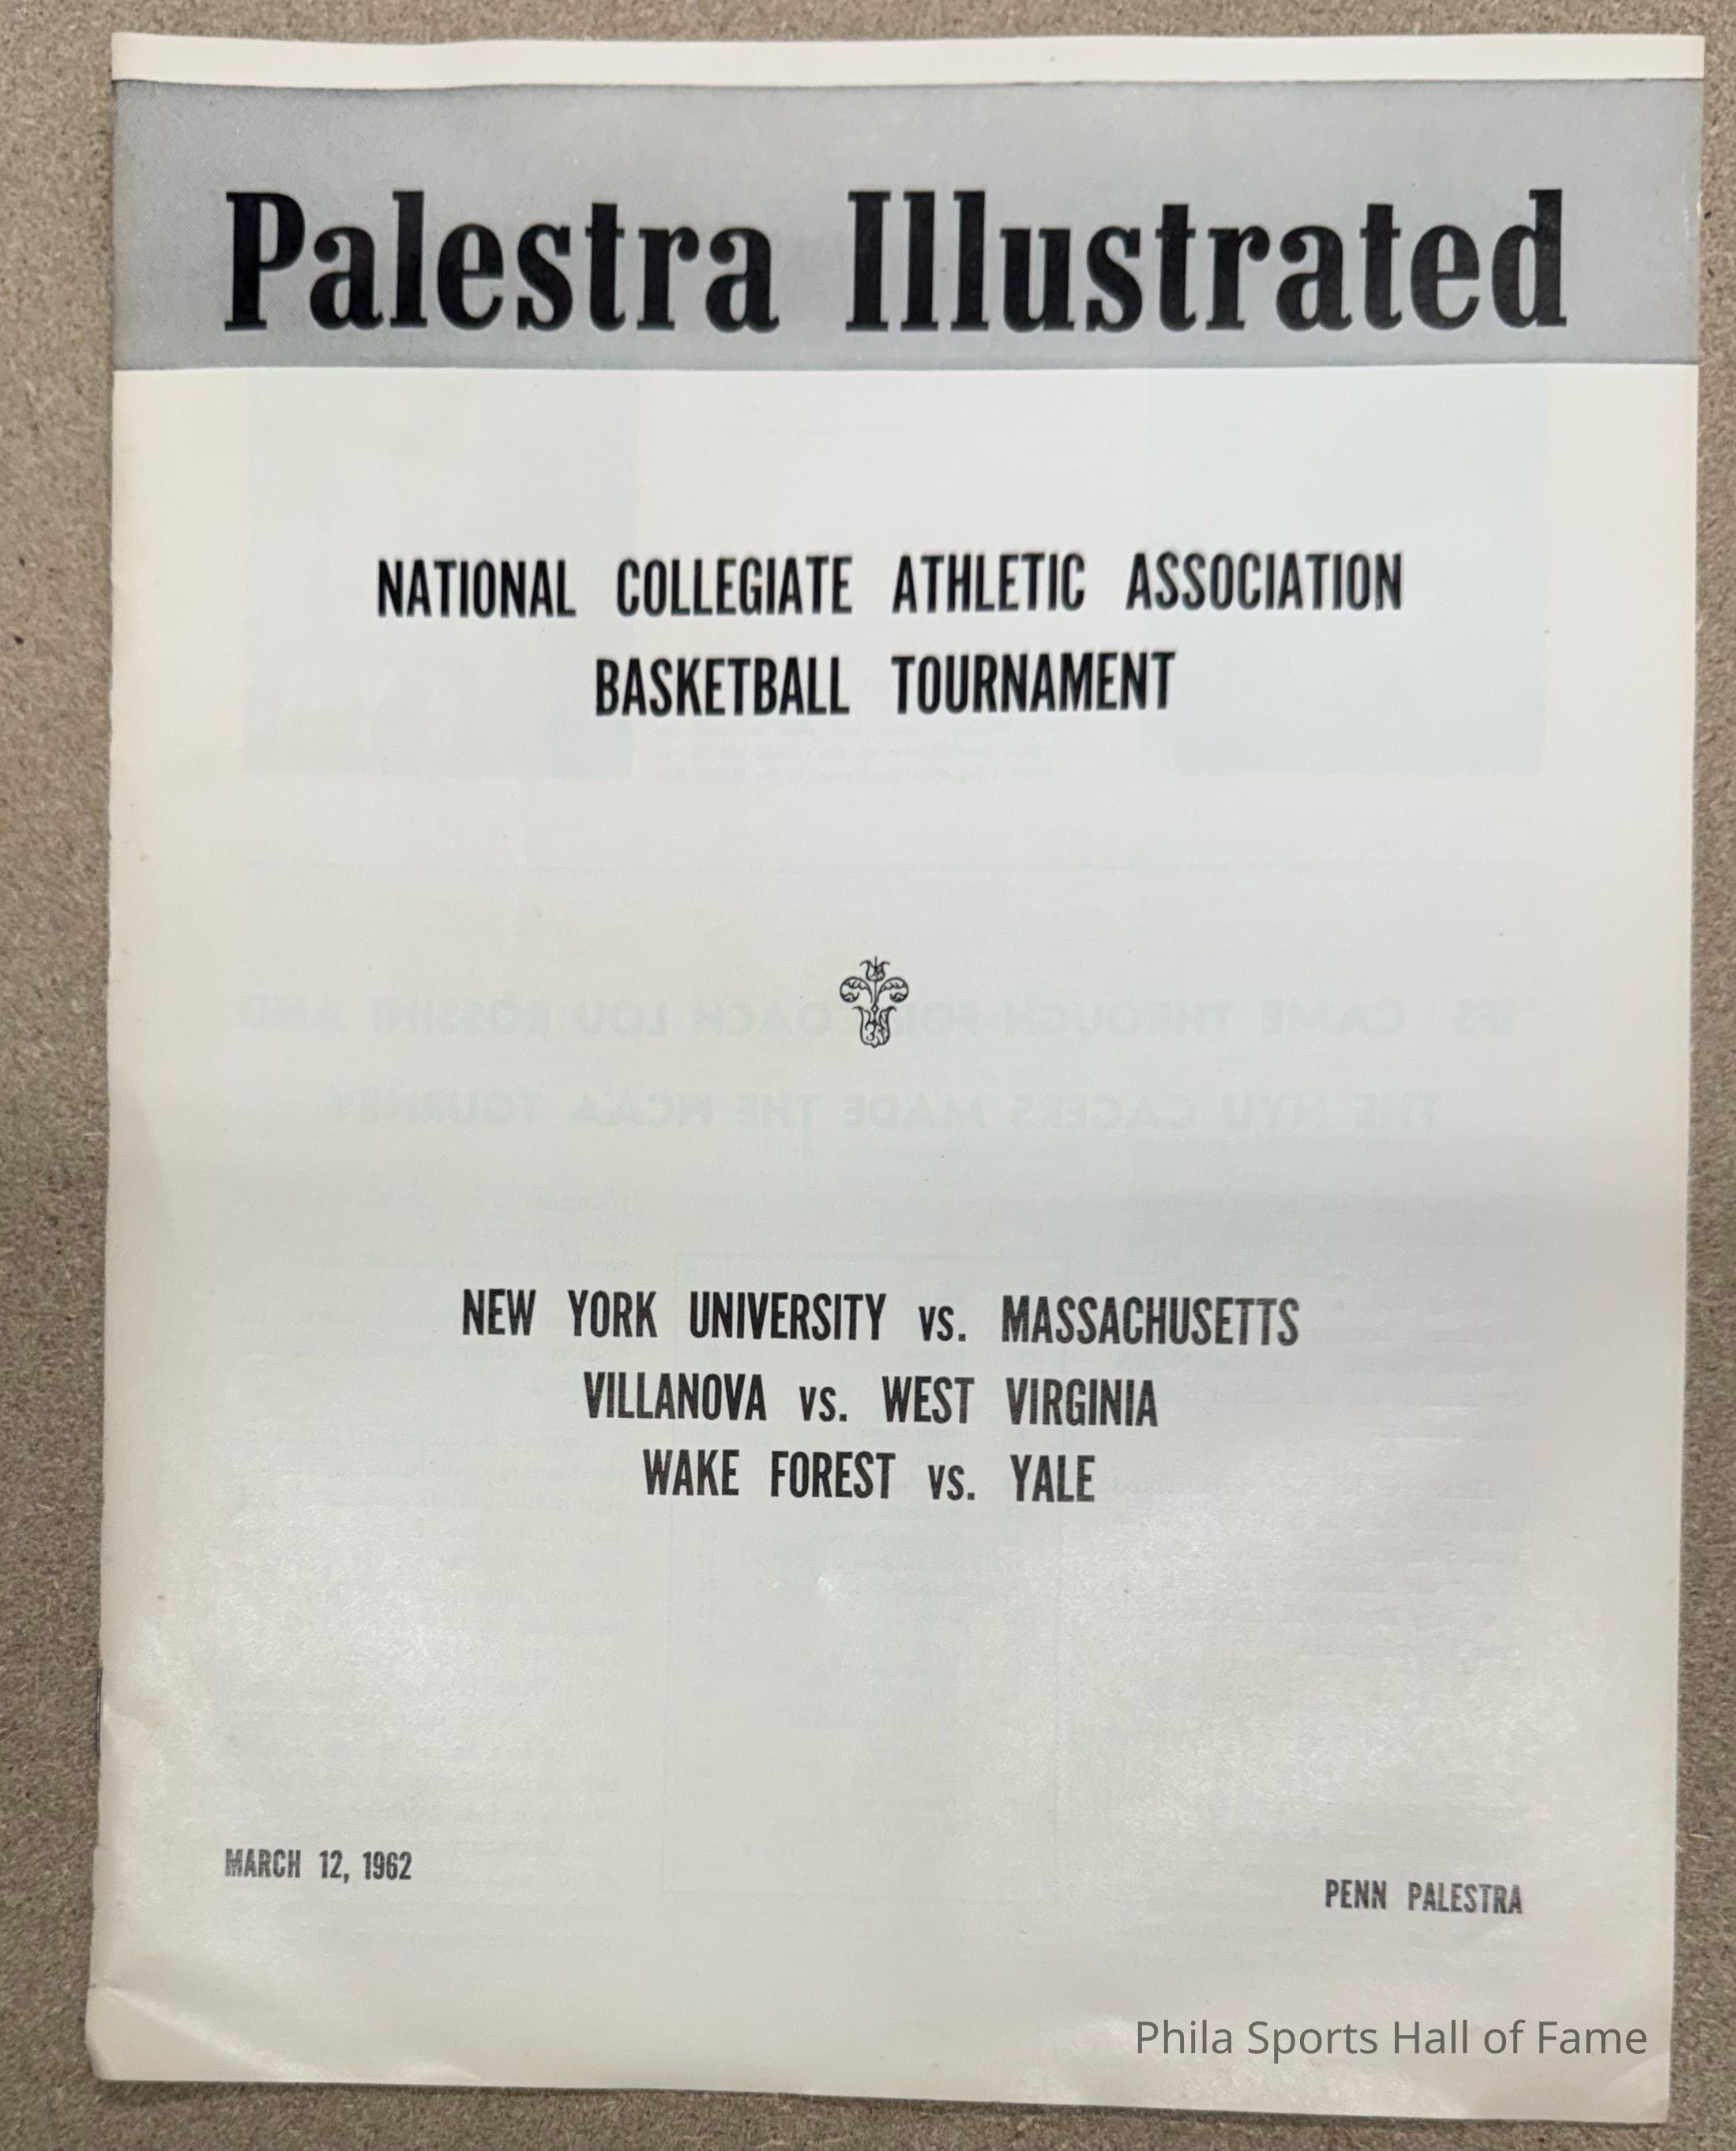 Palestra Illustrated
NATIONAL COLLEGIATE ATHLETIC ASSOCIATION
BASKETBALL TOURNAMENT
NEW YORK UNIVERSITY vs. MASSACHUSETTS
VILLANOVA vs. WEST VIRGINIA
WAKE FOREST vs. YALE
MARCH 12, 1962
PENN PALESTRA
Phila Sports Hall of Fame